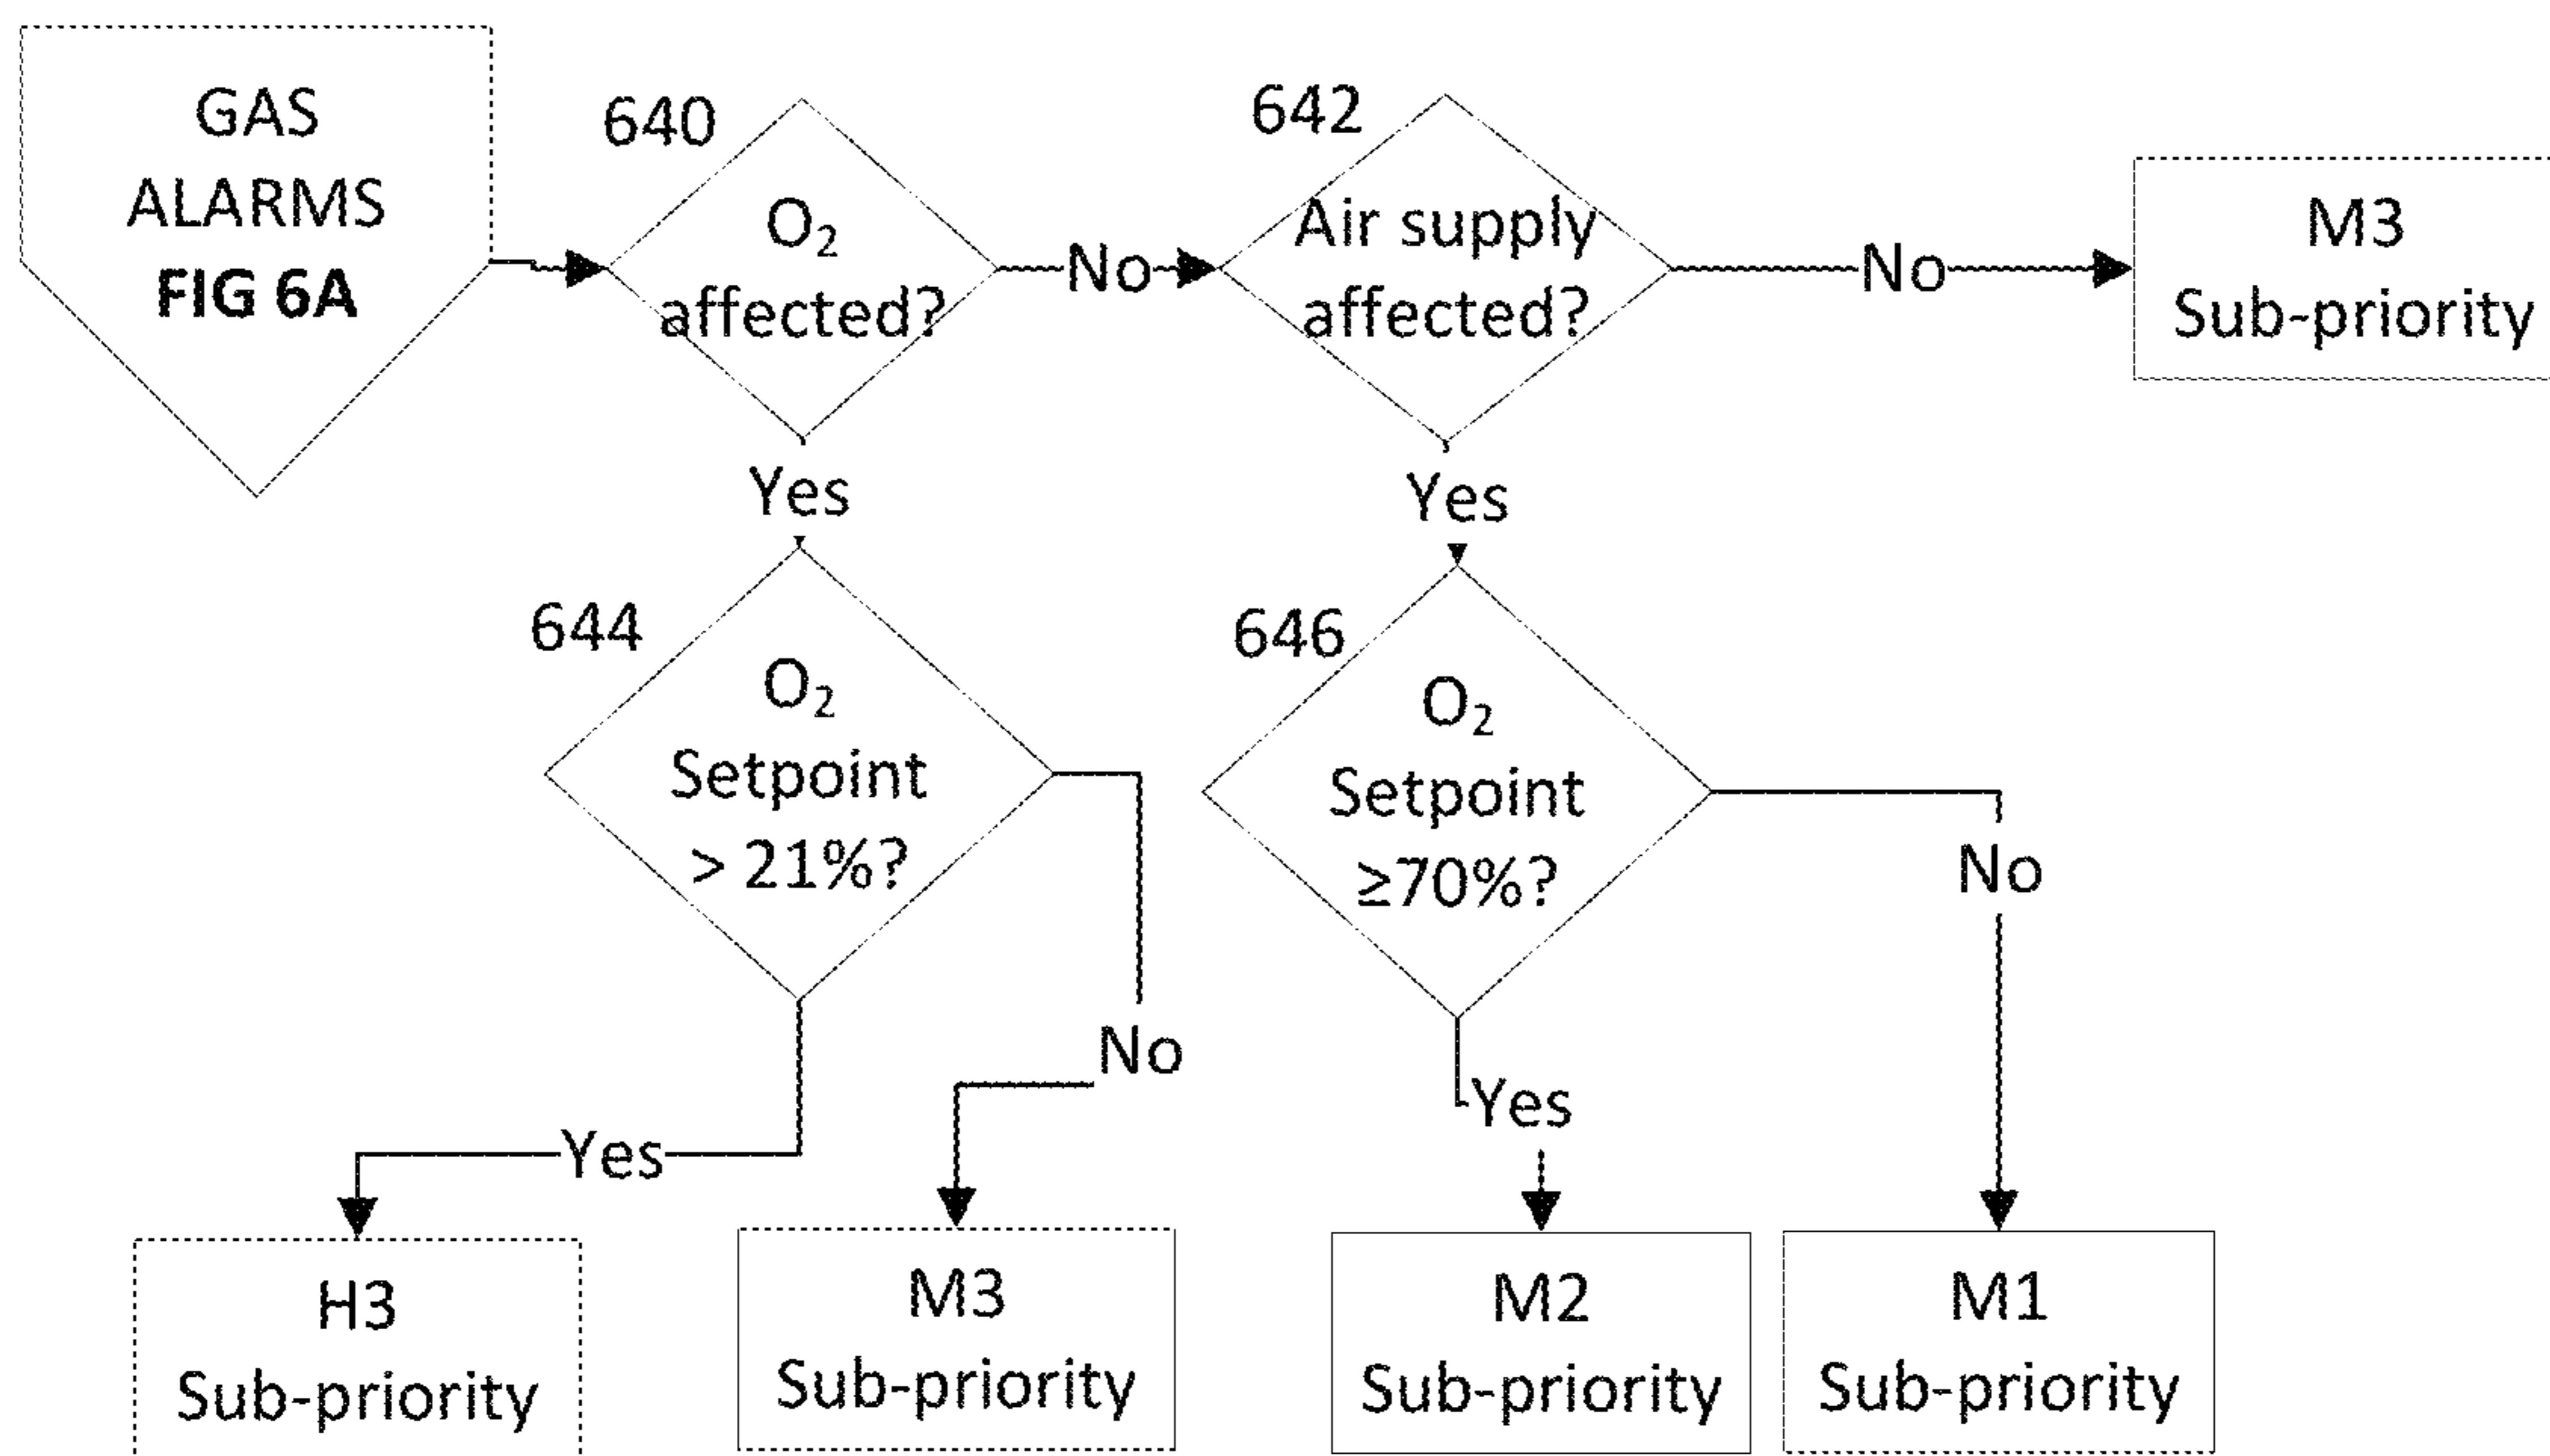 GAS
ALARMS
FIG 6A
640
O₂
affected?
No
642
Air supply
affected?
No
M3
Sub-priority
Yes
Yes
644
O₂
Setpoint
> 21%?
646
O₂
Setpoint
≥70%?
No
No
Yes
Yes
H3
Sub-priority
M3
Sub-priority
M2
Sub-priority
M1
Sub-priority